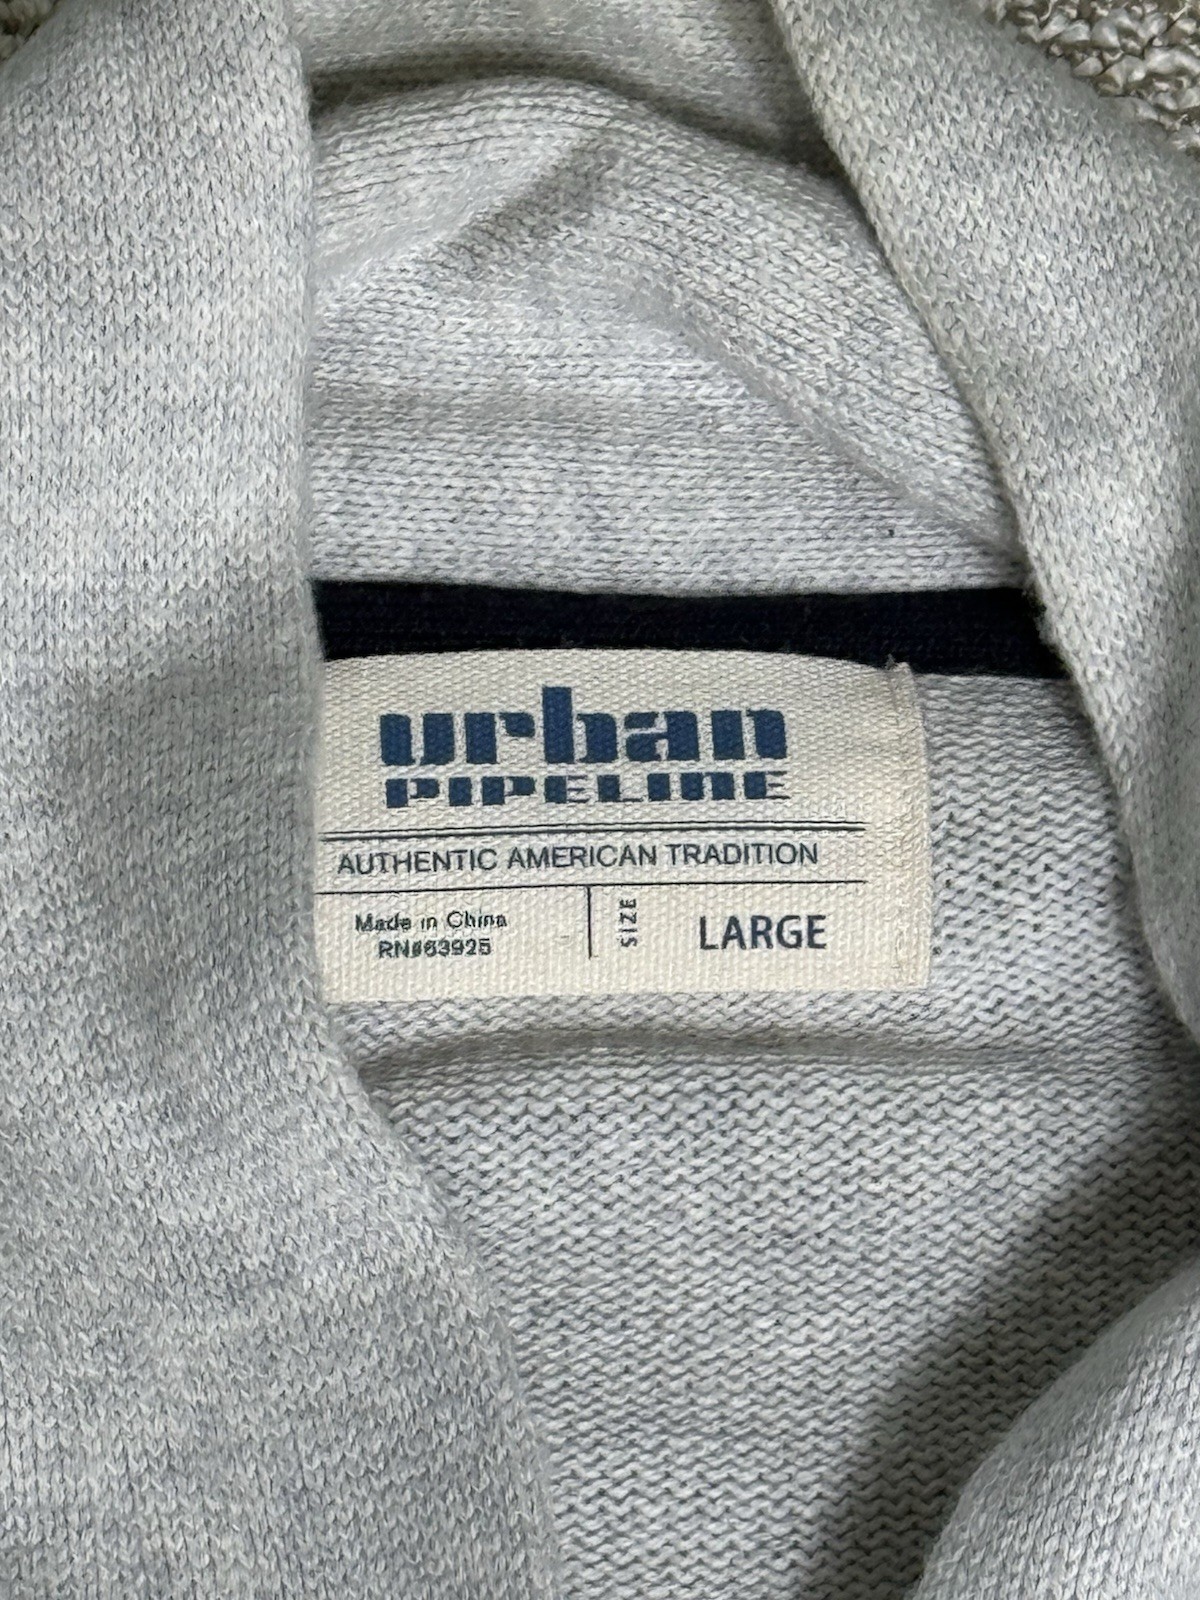 urban
PIPELINE
AUTHENTIC AMERICAN TRADITION
Made in China
RN#63925
SIZE
LARGE